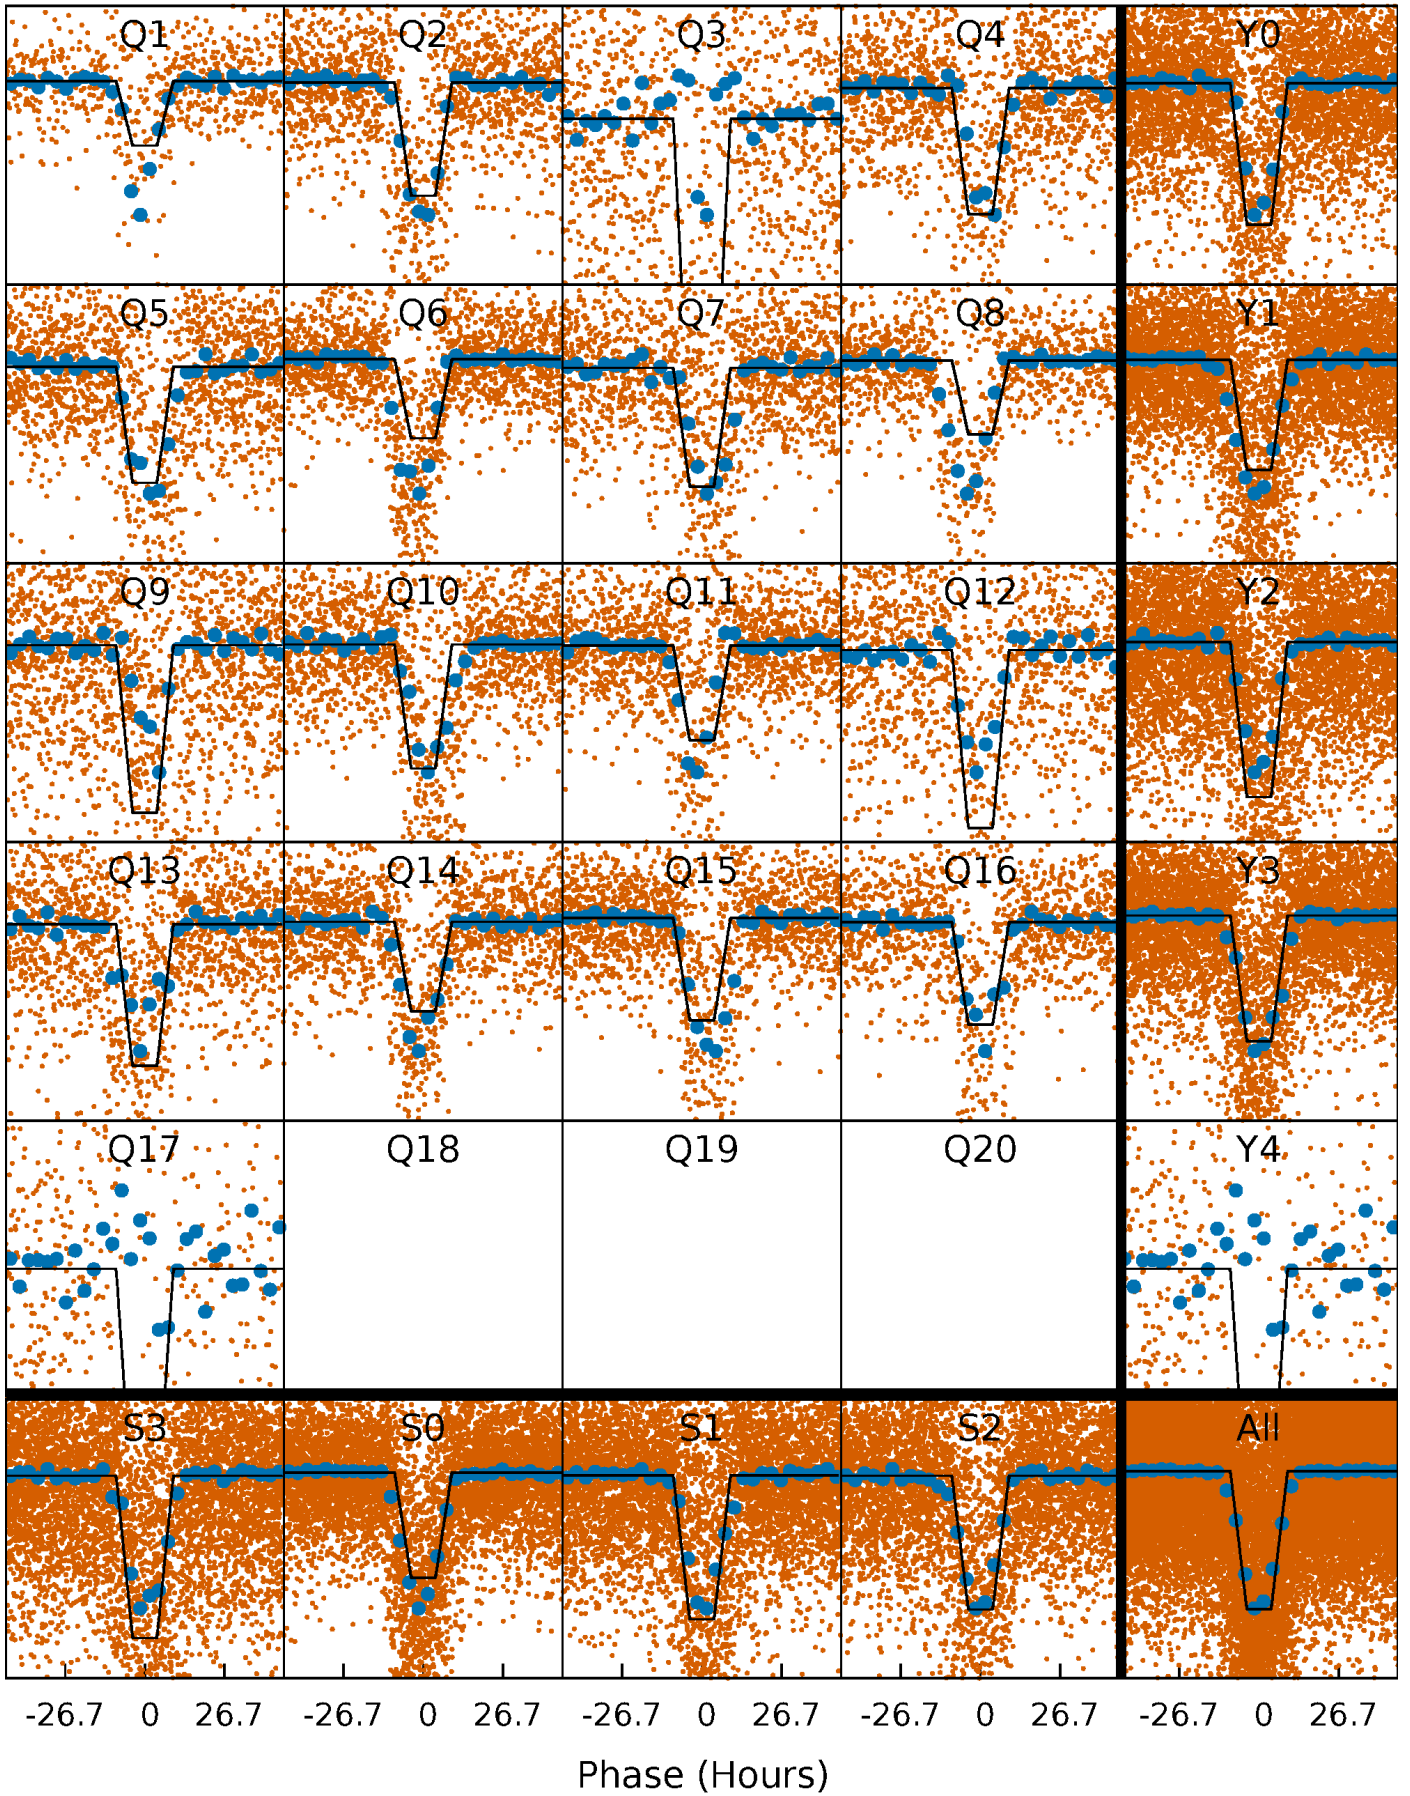 Q1 Q2 Q3 Q4 Y0
Q5 Q6 Q7 Q8 Y1
Q9 Q10 Q11 Q12 Y2
Q13 Q14 Q15 Q16 Y3
Q17 Q18 Q19 Q20 Y4
S3 S0 S1 S2 All
-26.7 0 26.7 -26.7 0 26.7 -26.7 0 26.7 -26.7 0 26.7 -26.7 0 26.7
Phase (Hours)